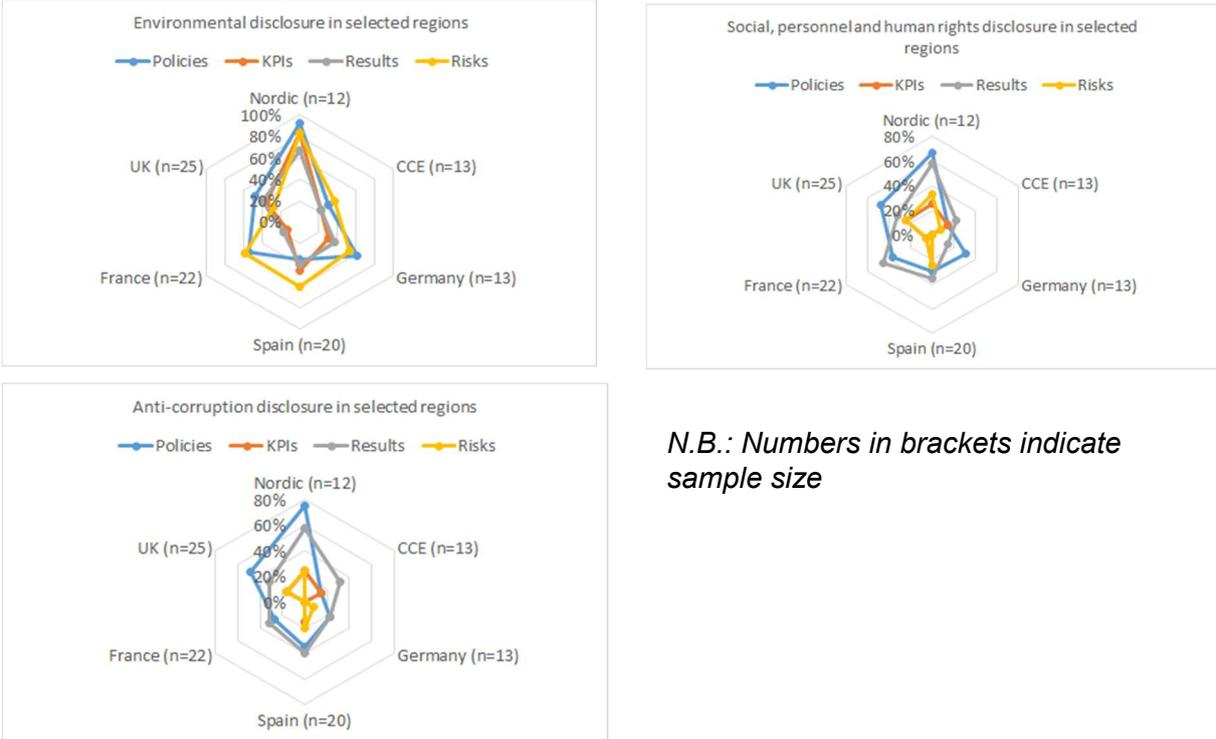 Environmental disclosure in selected regions
Policies KPIs Results Risks
Nordic (n=12)
100%
80%
60%
40%
20%
0%
CCE (n=13)
Germany (n=13)
Spain (n=20)
France (n=22)
UK (n=25)
Social, personnel and human rights disclosure in selected
regions
Policies KPIs Results Risks
Nordic (n=12)
80%
60%
40%
20%
0%
CCE (n=13)
Germany (n=13)
Spain (n=20)
France (n=22)
UK (n=25)
Anti-corruption disclosure in selected regions
Policies KPIs Results Risks
Nordic (n=12)
80%
60%
40%
20%
0%
CCE (n=13)
Germany (n=13)
Spain (n=20)
France (n=22)
UK (n=25)
N.B.: Numbers in brackets indicate
sample size